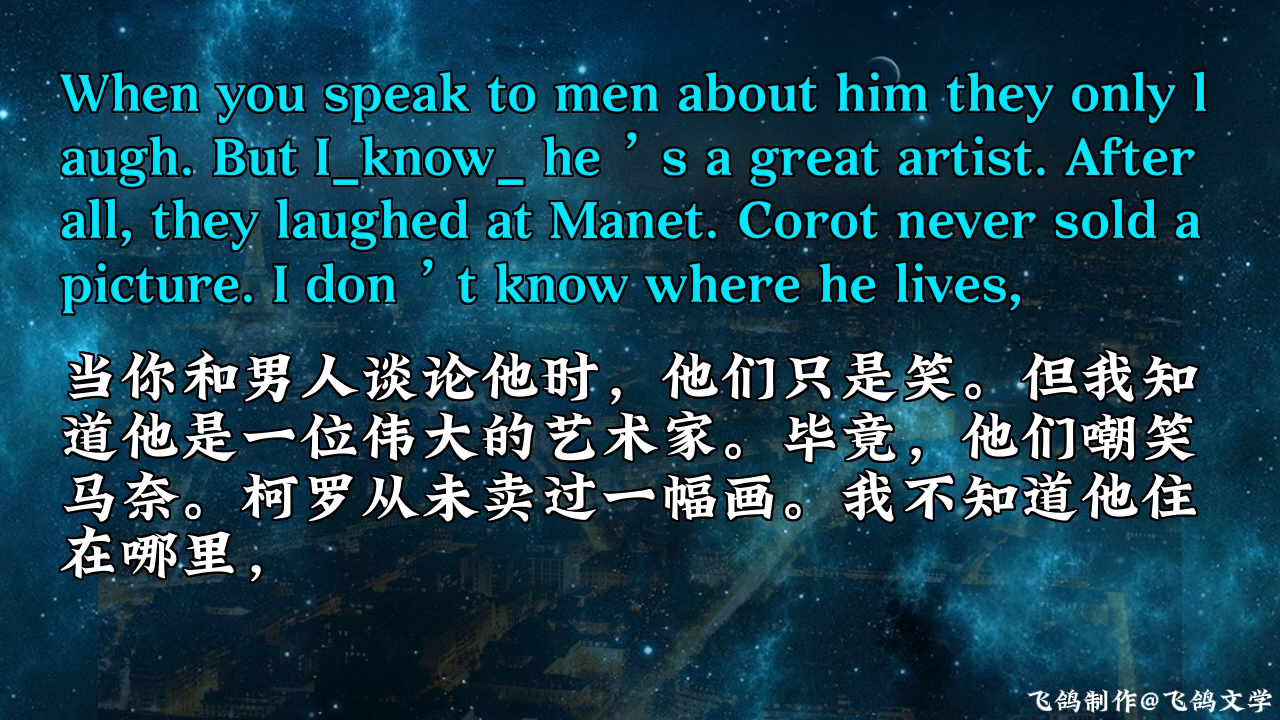 When you speak to men about him they only l
augh. But I_know_ he ’ s a great artist. After
all, they laughed at Manet. Corot never sold a
picture. I don ’ t know where he lives,
当你和男人谈论他时，他们只是笑。但我知
道他是一位伟大的艺术家。毕竟，他们嘲笑
马奈。柯罗从未卖过一幅画。我不知道他住
在哪里，
飞鸽制作@飞鸽文学